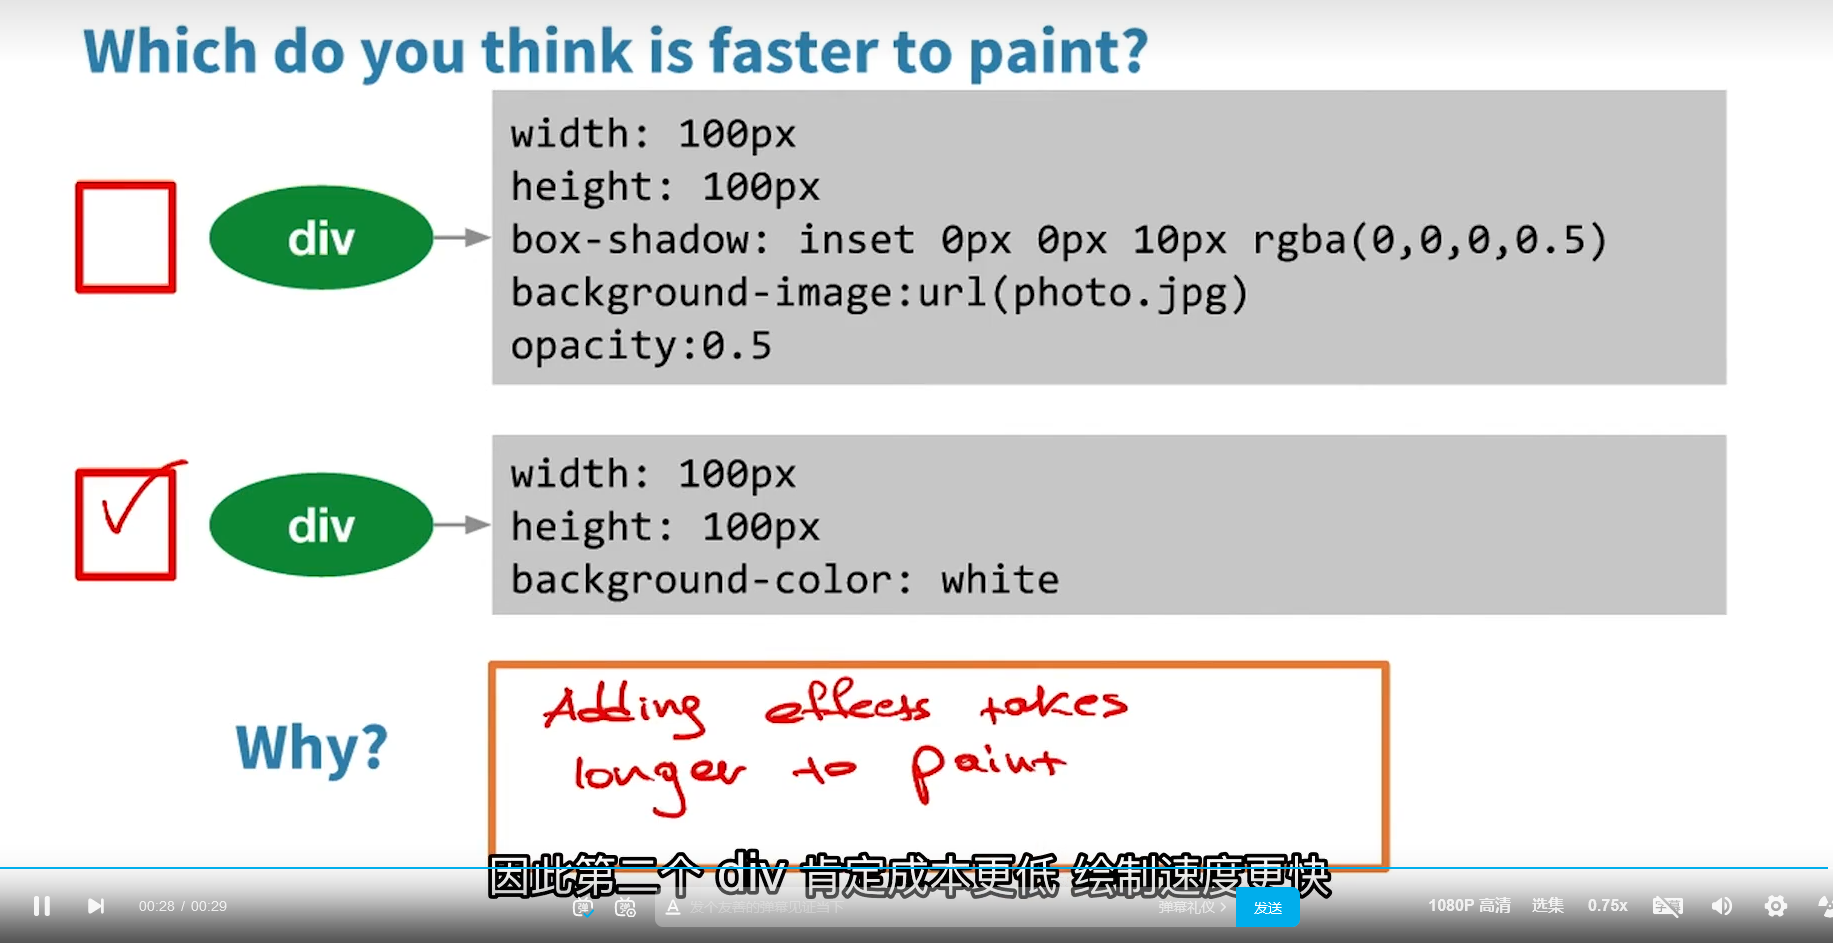 Which do you think is faster to paint?
width: 100px
height: 100px
div
box-shadow: inset 0px 0px 10px rgba(0,0,0,0.5)
background-image:url(photo.jpg)
opacity:0.5
width: 100px
height: 100px
div
background-color: white
Why?
Adding effects takes
longer to paint
因此第二个 div 肯定成本更低 绘制速度更快
00:28 / 00:29
弹
弹
A 发个友善的弹幕见证当下
弹幕礼仪 >
发送
1080P 高清
选集
0.75x
字幕